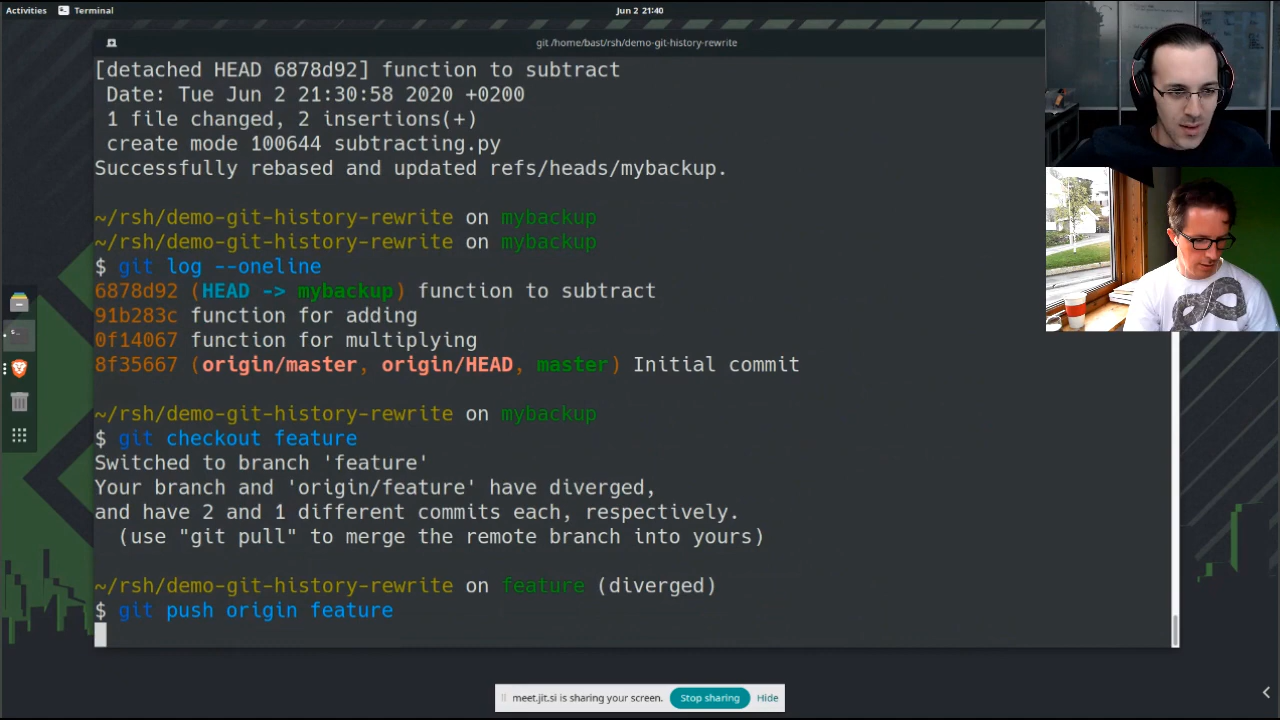 Activities Terminal Jun 2 21:40
git /home/bast/rsh/demo-git-history-rewrite
[detached HEAD 6878d92] function to subtract
Date: Tue Jun 2 21:30:58 2020 +0200
1 file changed, 2 insertions(+)
create mode 100644 subtracting.py
Successfully rebased and updated refs/heads/mybackup.
~/rsh/demo-git-history-rewrite on mybackup
~/rsh/demo-git-history-rewrite on mybackup
$ git log --oneline
6878d92 (HEAD -> mybackup) function to subtract
91b283c function for adding
0f14067 function for multiplying
8f35667 (origin/master, origin/HEAD, master) Initial commit
~/rsh/demo-git-history-rewrite on mybackup
$ git checkout feature
Switched to branch 'feature'
Your branch and 'origin/feature' have diverged,
and have 2 and 1 different commits each, respectively.
(use "git pull" to merge the remote branch into yours)
~/rsh/demo-git-history-rewrite on feature (diverged)
$ git push origin feature
meet.jit.si is sharing your screen. Stop sharing Hide